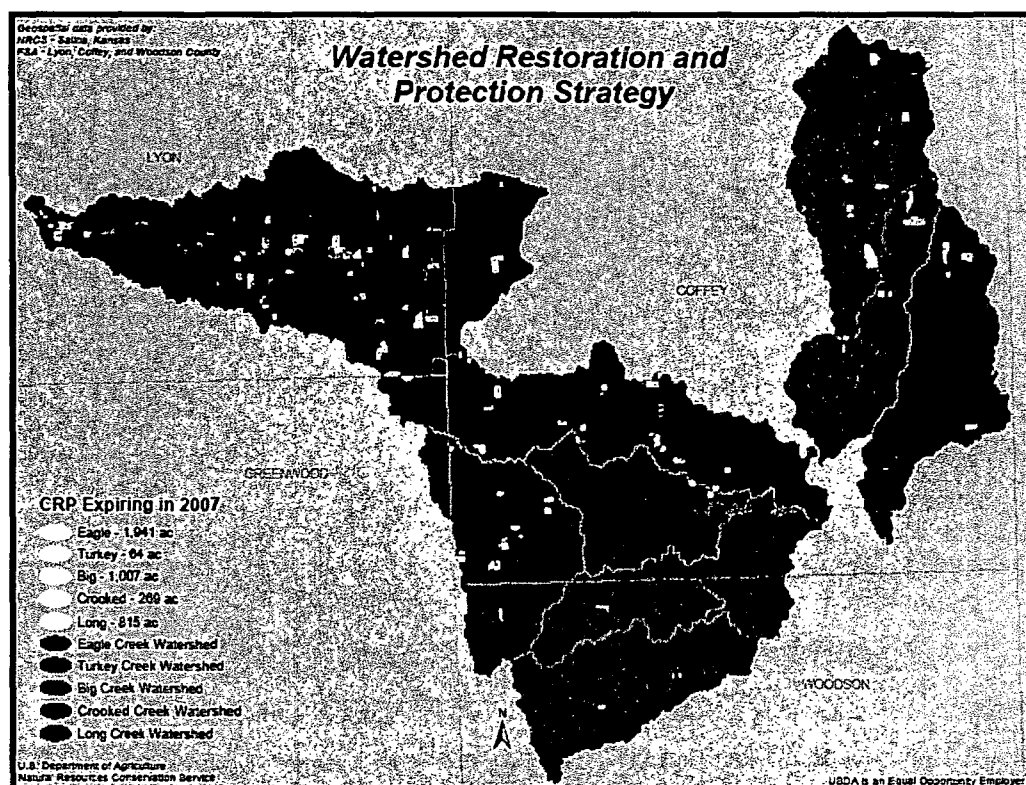 Geospatial data provided by:
NRCS - Salina, Kansas
FSA - Lyon, Coffey, and Woodson County
Watershed Restoration and
Protection Strategy
LYON
COFFEY
GREENWOOD
WOODSON
CRP Expiring in 2007
Eagle - 1,941 ac
Turkey - 64 ac
Big - 1,007 ac
Crooked - 269 ac
Long - 815 ac
Eagle Creek Watershed
Turkey Creek Watershed
Big Creek Watershed
Crooked Creek Watershed
Long Creek Watershed
N
U.S. Department of Agriculture
Natural Resources Conservation Service
USDA is an Equal Opportunity Employer